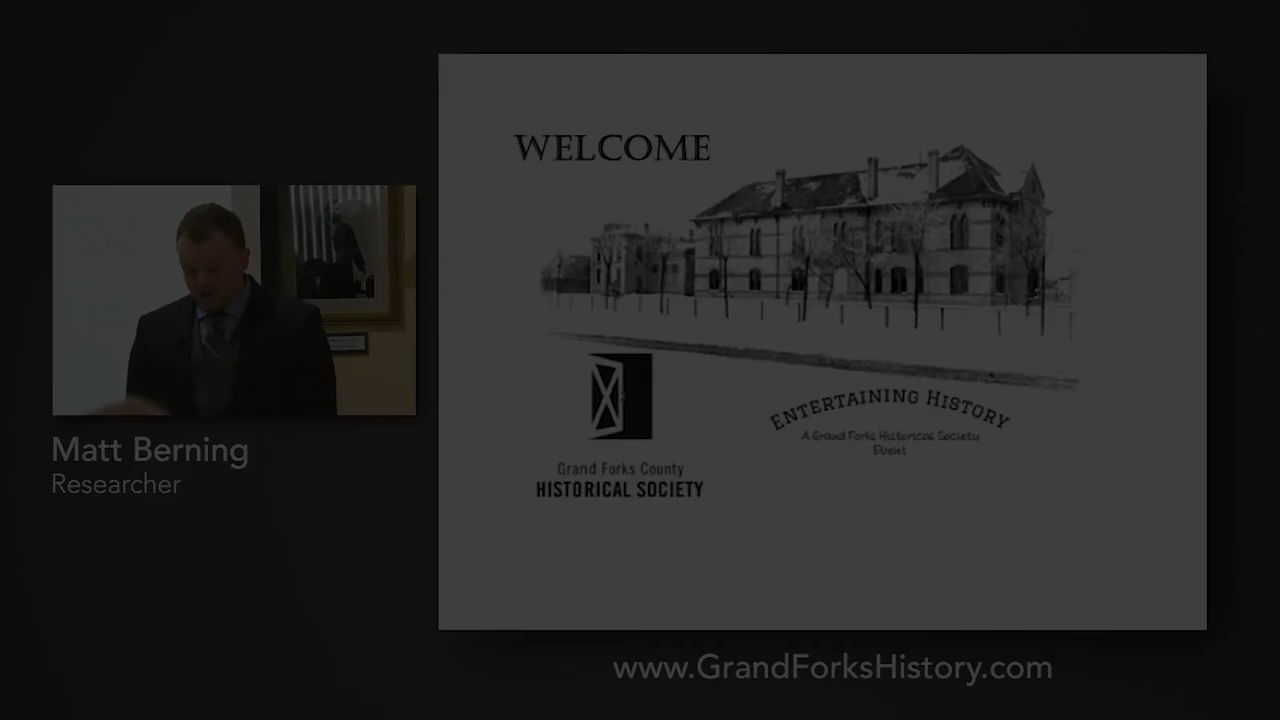 WELCOME
Matt Berning
Researcher
Grand Forks County
HISTORICAL SOCIETY
ENTERTAINING HISTORY
A Grand Forks Historical Society
Event
www.GrandForksHistory.com